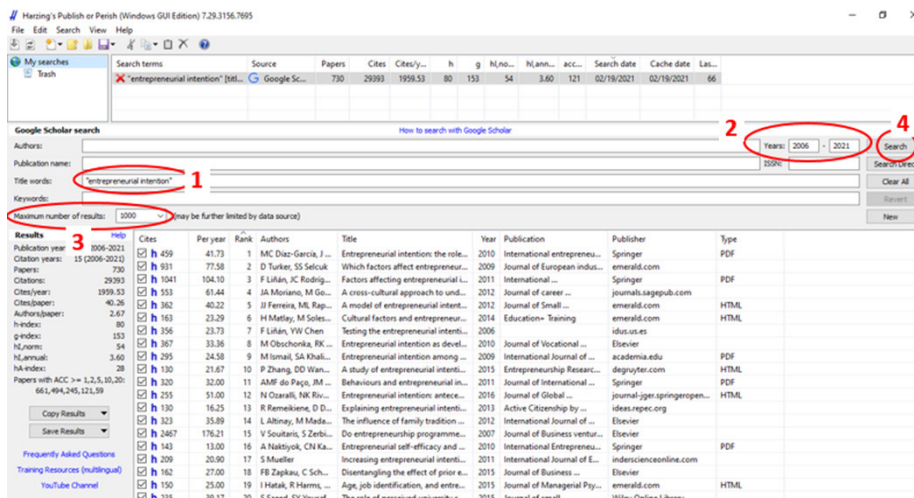 Harzing's Publish or Perish (Windows GUI Edition) 7.29.3156.7695
File Edit Search View Help
My searches
Trash
Search terms Source Papers Cites Cites/y... h g hI,no... hI,ann... acc... Search date Cache date Las...
"entrepreneurial intention" [titl... Google Sc... 730 29393 1959.53 80 153 54 3.60 121 02/19/2021 02/19/2021 66
Google Scholar search How to search with Google Scholar 2 4
Authors: Years: 2006 - 2021 Search
Publication name: ISSN: Search Direc
Title words: "entrepreneurial intention" 1 Clear All
Keywords: Revert
Maximum number of results: 1000 (may be further limited by data source) New
3
Results Help
Publication year 2006-2021
Citation years: 15 (2006-2021)
Papers: 730
Citations: 29393
Cites/year: 1959.53
Cites/paper: 40.26
Authors/paper: 2.67
h-index: 80
g-index: 153
hI,norm: 54
hI,annual: 3.60
hA-index: 28
Papers with ACC >= 1,2,5,10,20:
661,494,245,121,59
Copy Results
Save Results
Frequently Asked Questions
Training Resources (multilingual)
YouTube Channel
Cites Per year Rank Authors Title Year Publication Publisher Type
h 459 41.73 1 MC Díaz-García, J ... Entrepreneurial intention: the role... 2010 International entrepreneu... Springer PDF
h 931 77.58 2 D Turker, SS Selcuk Which factors affect entrepreneur... 2009 Journal of European indus... emerald.com
h 1041 104.10 3 F Liñán, JC Rodríg... Factors affecting entrepreneurial i... 2011 International ... Springer PDF
h 553 61.44 4 JA Moriano, M Go... A cross-cultural approach to und... 2012 Journal of career ... journals.sagepub.com
h 362 40.22 5 JJ Ferreira, ML Rap... A model of entrepreneurial intent... 2012 Journal of Small... emerald.com HTML
h 163 23.29 6 H Matlay, M Soles... Cultural factors and entrepreneur... 2014 Education+ Training emerald.com HTML
h 356 23.73 7 F Liñán, YW Chen Testing the entrepreneurial intenti... 2006 idus.us.es
h 367 33.36 8 M Obschonka, RK ... Entrepreneurial intention as devel... 2010 Journal of Vocational ... Elsevier
h 295 24.58 9 M Ismail, SA Khali... Entrepreneurial intention among ... 2009 International Journal of ... academia.edu PDF
h 130 21.67 10 P Zhang, DD Wan... A study of entrepreneurial intenti... 2015 Entrepreneurship Researc... degruyter.com HTML
h 320 32.00 11 AMF do Paço, JM ... Behaviours and entrepreneurial in... 2011 Journal of International ... Springer PDF
h 255 51.00 12 N Ozaralli, NK Riv... Entrepreneurial intention: antece... 2016 Journal of Global ... journal-jger.springeropen... HTML
h 130 16.25 13 R Remeikiene, D D... Explaining entrepreneurial intenti... 2013 Active Citizenship by ... ideas.repec.org
h 323 35.89 14 L Altinay, M Mada... The influence of family tradition ... 2012 International Journal of ... Elsevier
h 2467 176.21 15 V Souitaris, S Zerbi... Do entrepreneurship programme... 2007 Journal of Business ventur... Elsevier
h 143 13.00 16 A Naktiyok, CN Ka... Entrepreneurial self-efficacy and ... 2010 International Entrepreneu... Springer PDF
h 209 20.90 17 S Mueller Increasing entrepreneurial intenti... 2011 International Journal of E... inderscienceonline.com
h 162 27.00 18 FB Zapkau, C Sch... Disentangling the effect of prior e... 2015 Journal of Business ... Elsevier
h 150 25.00 19 I Hatak, R Harms, ... Age, job identification, and entre... 2015 Journal of Managerial Psy... emerald.com HTML